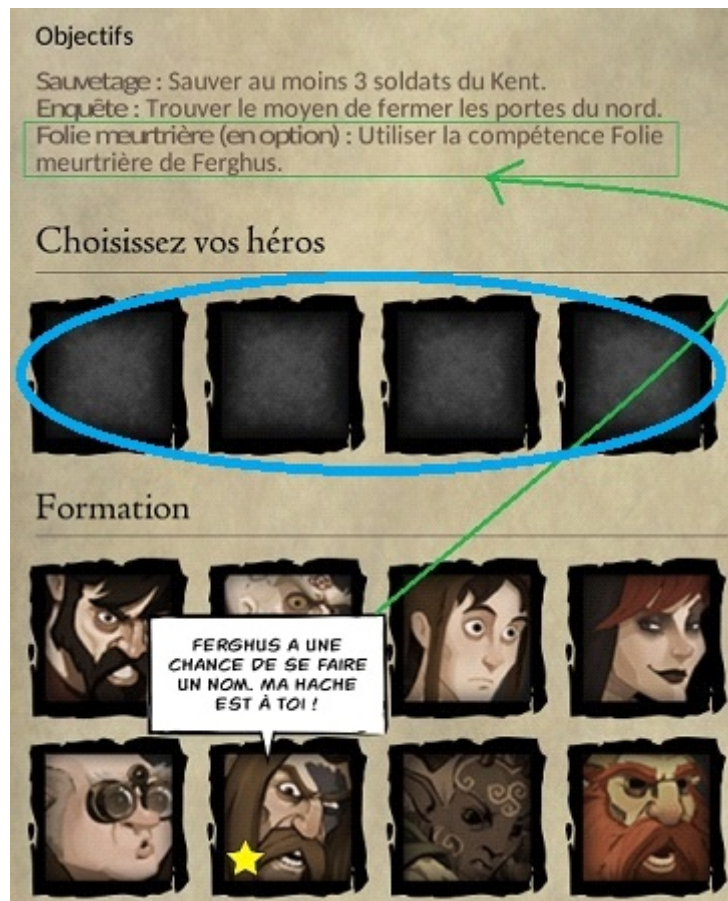 Objectifs
Sauvetage : Sauver au moins 3 soldats du Kent.
Enquête : Trouver le moyen de fermer les portes du nord.
Folie meurtrière (en option) : Utiliser la compétence Folie
meurtrière de Ferghus.
Choisissez vos héros
Formation
FERGHUS A UNE
CHANCE DE SE FAIRE
UN NOM. MA HACHE
EST À TOI !